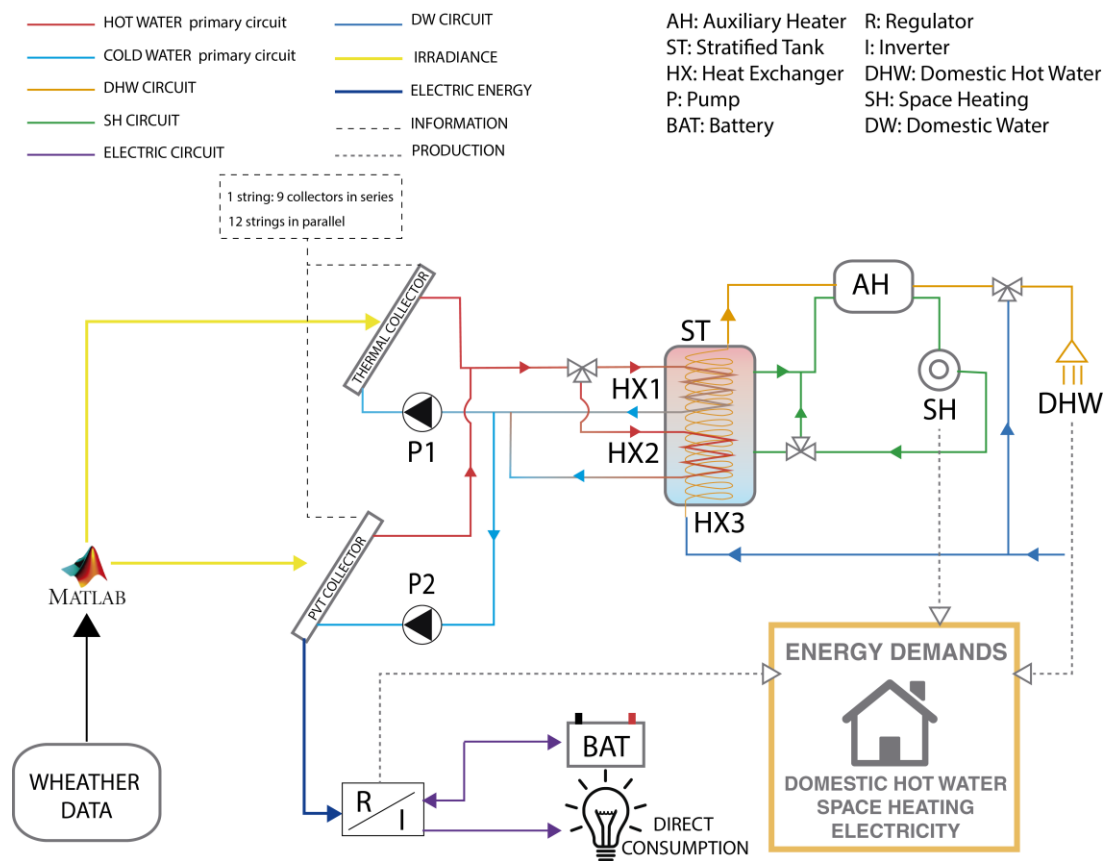 HOT WATER primary circuit
COLD WATER primary circuit
DHW CIRCUIT
SH CIRCUIT
ELECTRIC CIRCUIT
DW CIRCUIT
IRRADIANCE
ELECTRIC ENERGY
INFORMATION
PRODUCTION
AH: Auxiliary Heater
ST: Stratified Tank
HX: Heat Exchanger
P: Pump
BAT: Battery
R: Regulator
I: Inverter
DHW: Domestic Hot Water
SH: Space Heating
DW: Domestic Water
1 string: 9 collectors in series
12 strings in parallel
THERMAL COLLECTOR
P1
ST
HX1
HX2
HX3
AH
SH
DHW
MATLAB
PVT COLLECTOR
P2
WHEATHER
DATA
R
I
BAT
DIRECT
CONSUMPTION
ENERGY DEMANDS
DOMESTIC HOT WATER
SPACE HEATING
ELECTRICITY